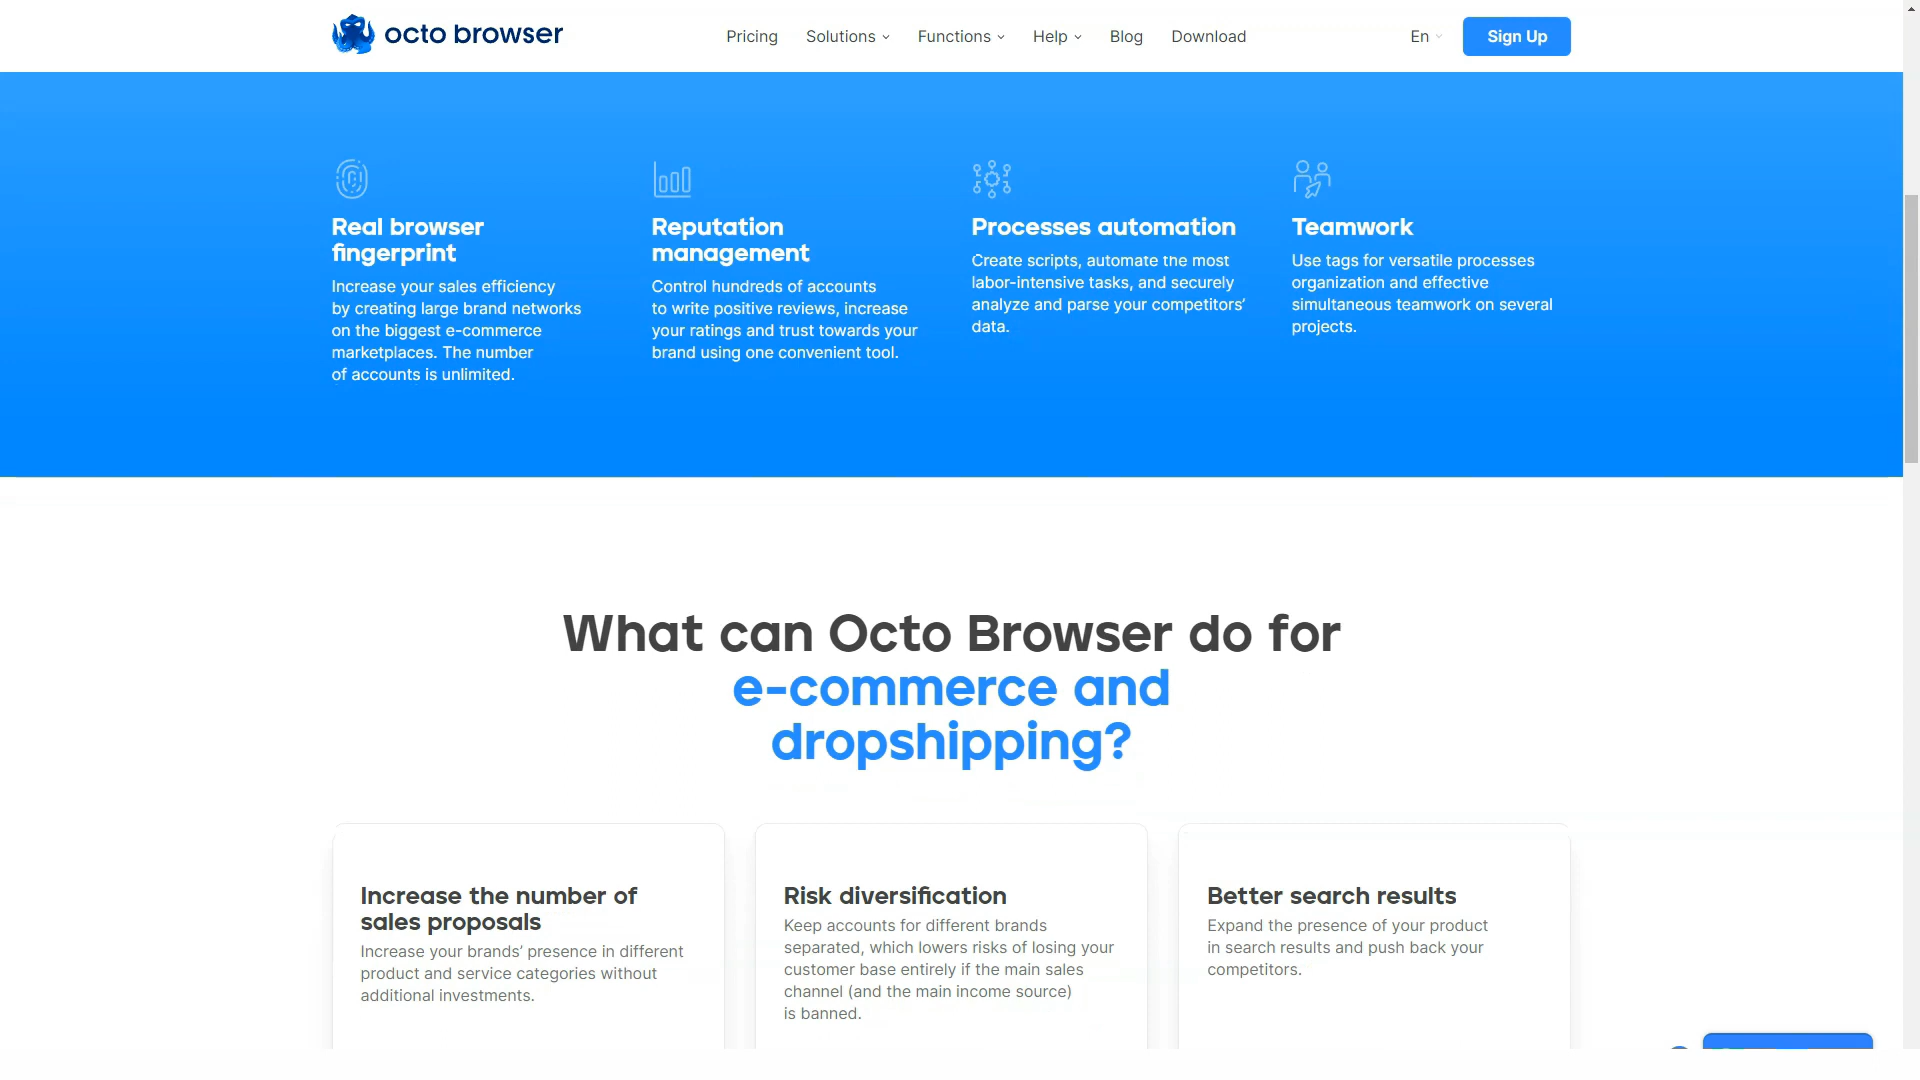 octo browser
Pricing
Solutions
Functions
Help
Blog
Download
En
Sign Up
Real browser
fingerprint
Increase your sales efficiency
by creating large brand networks
on the biggest e-commerce
marketplaces. The number
of accounts is unlimited.
Reputation
management
Control hundreds of accounts
to write positive reviews, increase
your ratings and trust towards your
brand using one convenient tool.
Processes automation
Create scripts, automate the most
labor-intensive tasks, and securely
analyze and parse your competitors’
data.
Teamwork
Use tags for versatile processes
organization and effective
simultaneous teamwork on several
projects.
What can Octo Browser do for
e-commerce and
dropshipping?
Increase the number of
sales proposals
Increase your brands’ presence in different
product and service categories without
additional investments.
Risk diversification
Keep accounts for different brands
separated, which lowers risks of losing your
customer base entirely if the main sales
channel (and the main income source)
is banned.
Better search results
Expand the presence of your product
in search results and push back your
competitors.